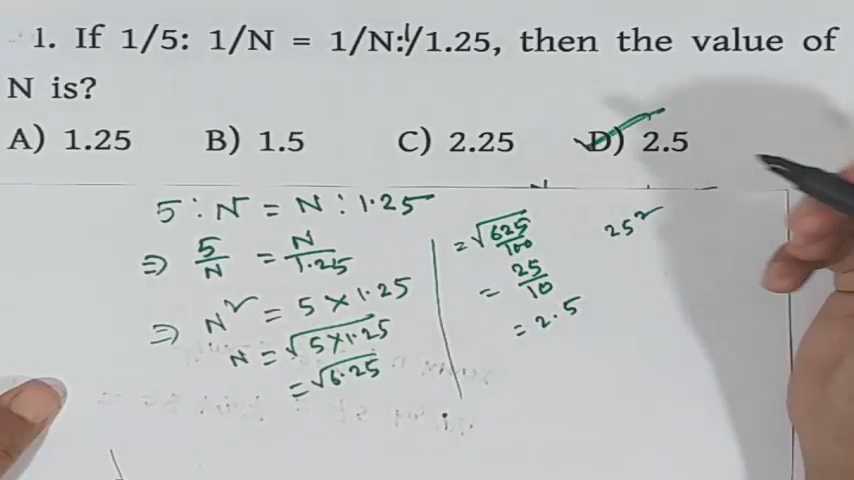 1. If 1/5: 1/N = 1/N:1/1.25, then the value of
N is?
A) 1.25 B) 1.5 C) 2.25 D) 2.5
5 : N = N : 1.25
⇒ 5/N = N/1.25
⇒ N² = 5 × 1.25
N = √5×1.25
= √6.25
= √625/100
= 25/10
= 2.5
25²